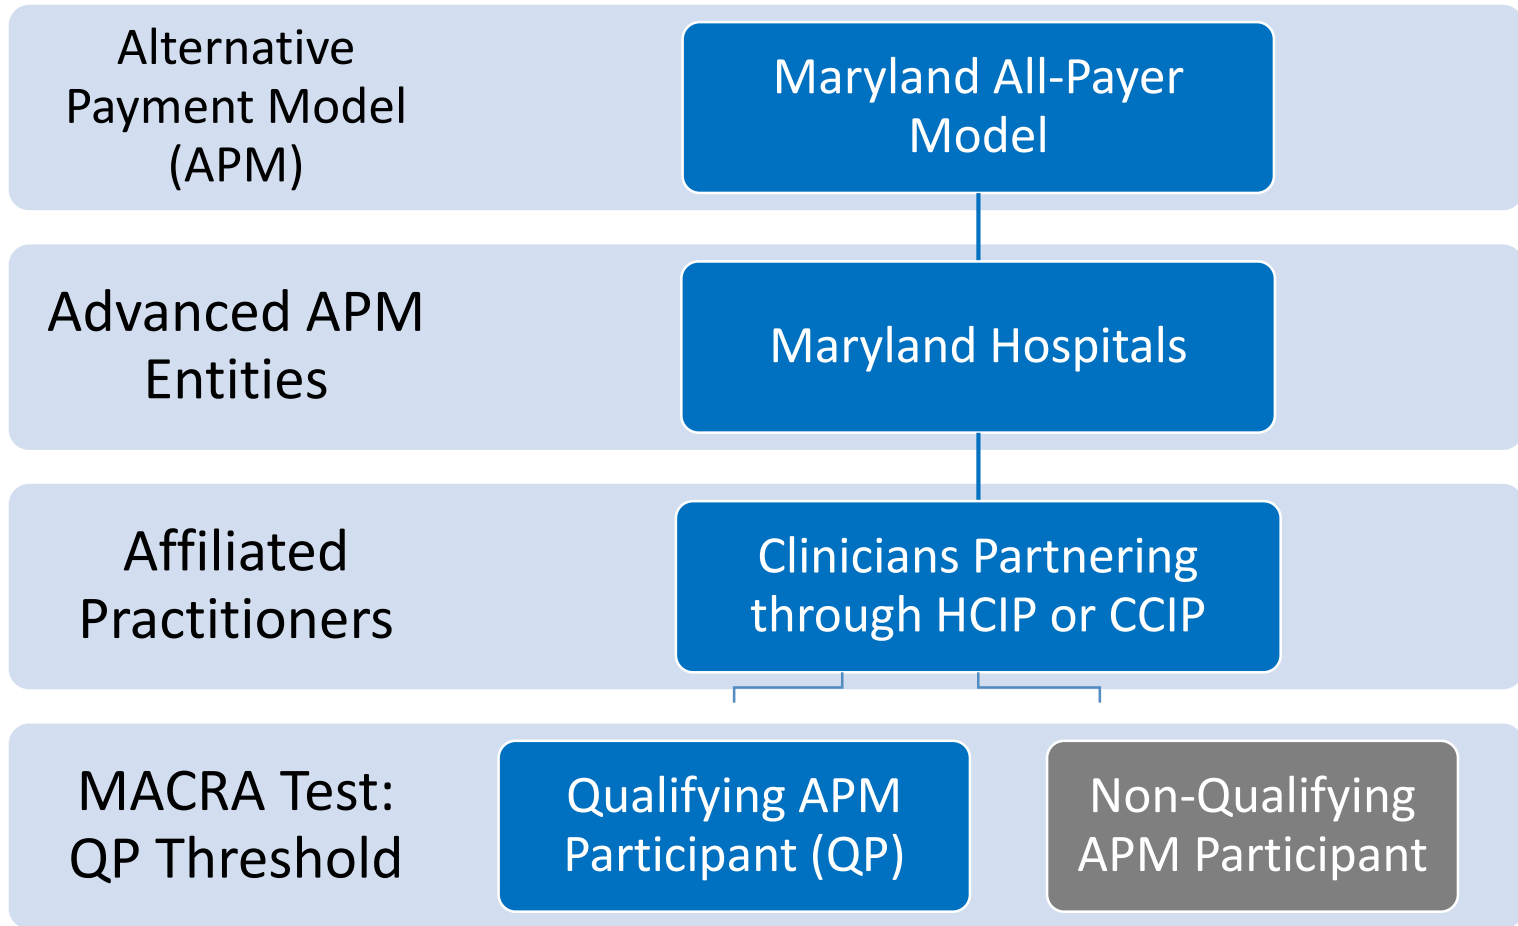 Alternative
Payment Model
(APM)
Maryland All-Payer
Model
Advanced APM
Entities
Maryland Hospitals
Affiliated
Practitioners
Clinicians Partnering
through HCIP or CCIP
MACRA Test:
QP Threshold
Qualifying APM
Participant (QP)
Non-Qualifying
APM Participant